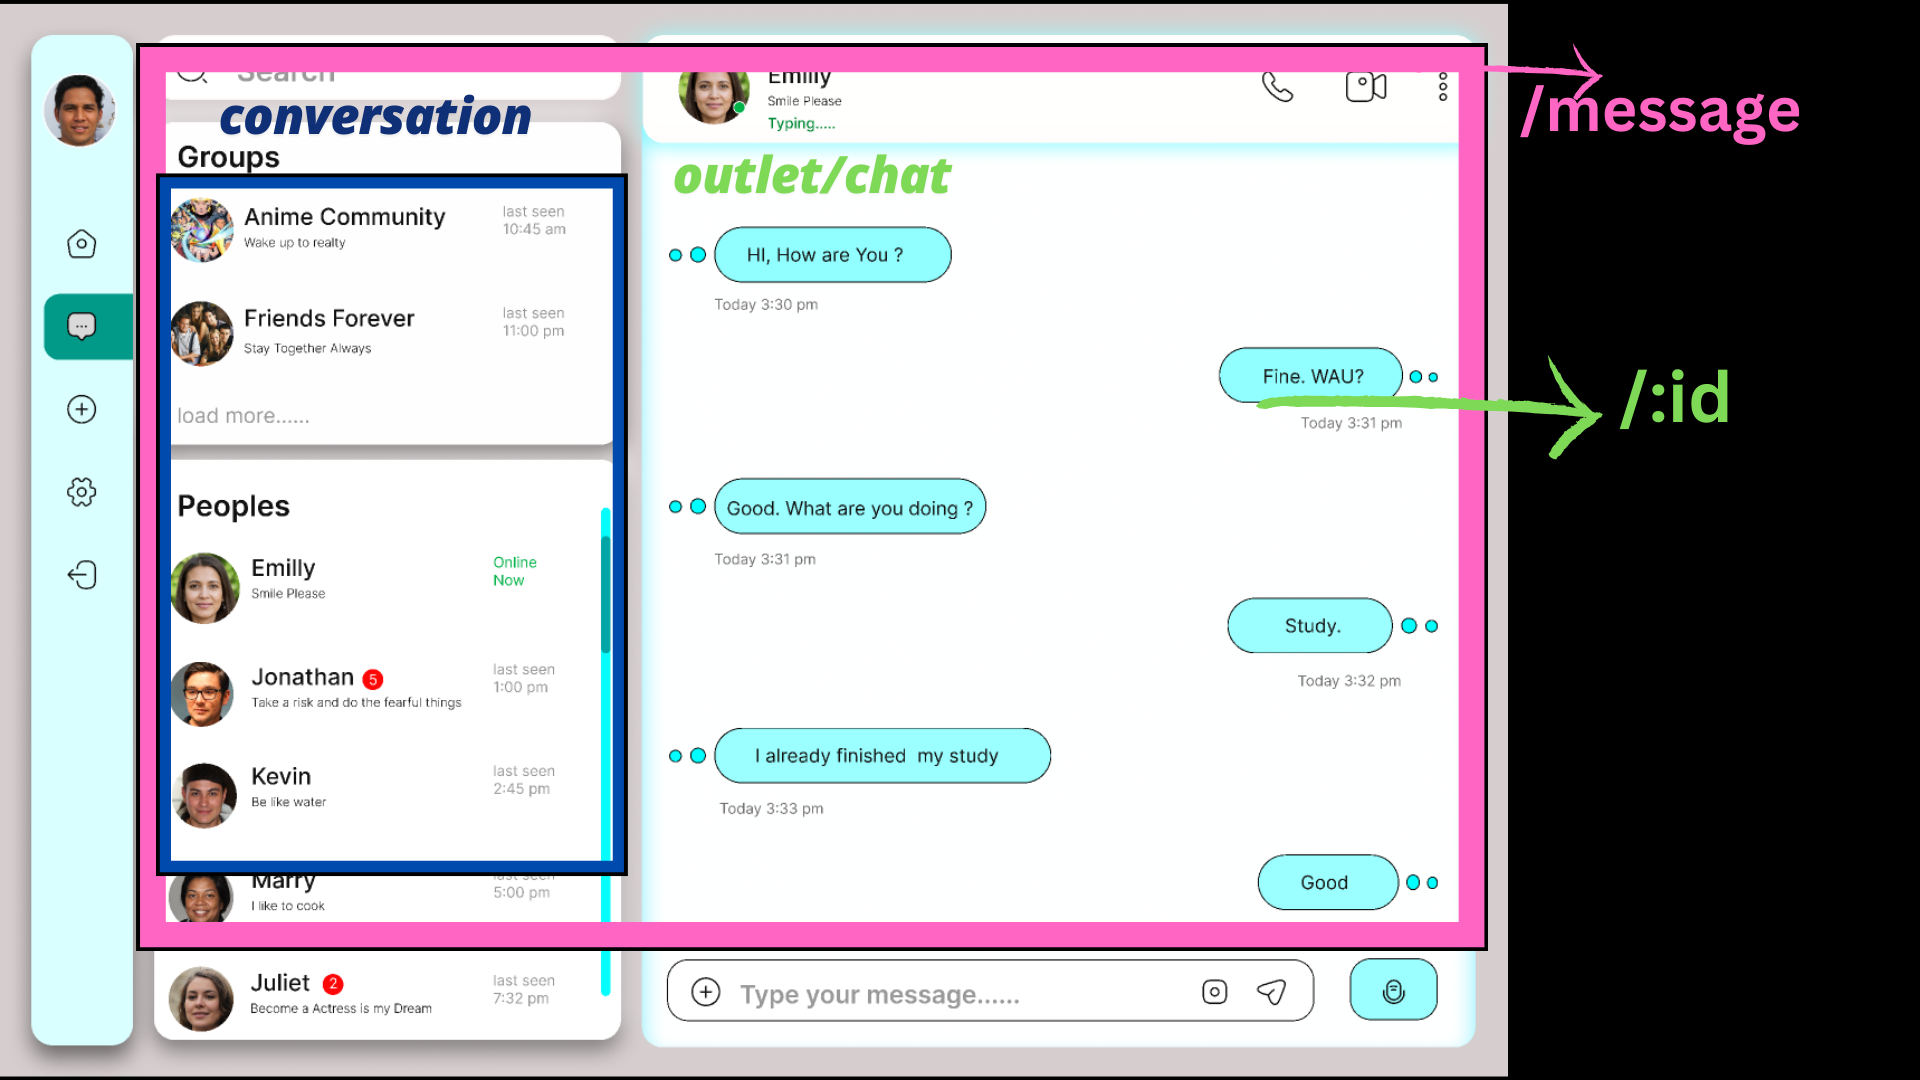 Search
conversation
Groups
Anime Community
Wake up to realty
last seen
10:45 am
Friends Forever
Stay Together Always
last seen
11:00 pm
load more......
Peoples
Emilly
Smile Please
Online
Now
Jonathan 5
Take a risk and do the fearful things
last seen
1:00 pm
Kevin
Be like water
last seen
2:45 pm
Marry
I like to cook
last seen
5:00 pm
Juliet 2
Become a Actress is my Dream
last seen
7:32 pm
Emilly
Smile Please
Typing.....
outlet/chat
HI, How are You ?
Today 3:30 pm
Fine. WAU?
Today 3:31 pm
Good. What are you doing ?
Today 3:31 pm
Study.
Today 3:32 pm
I already finished my study
Today 3:33 pm
Good
Type your message......
/message
/:id